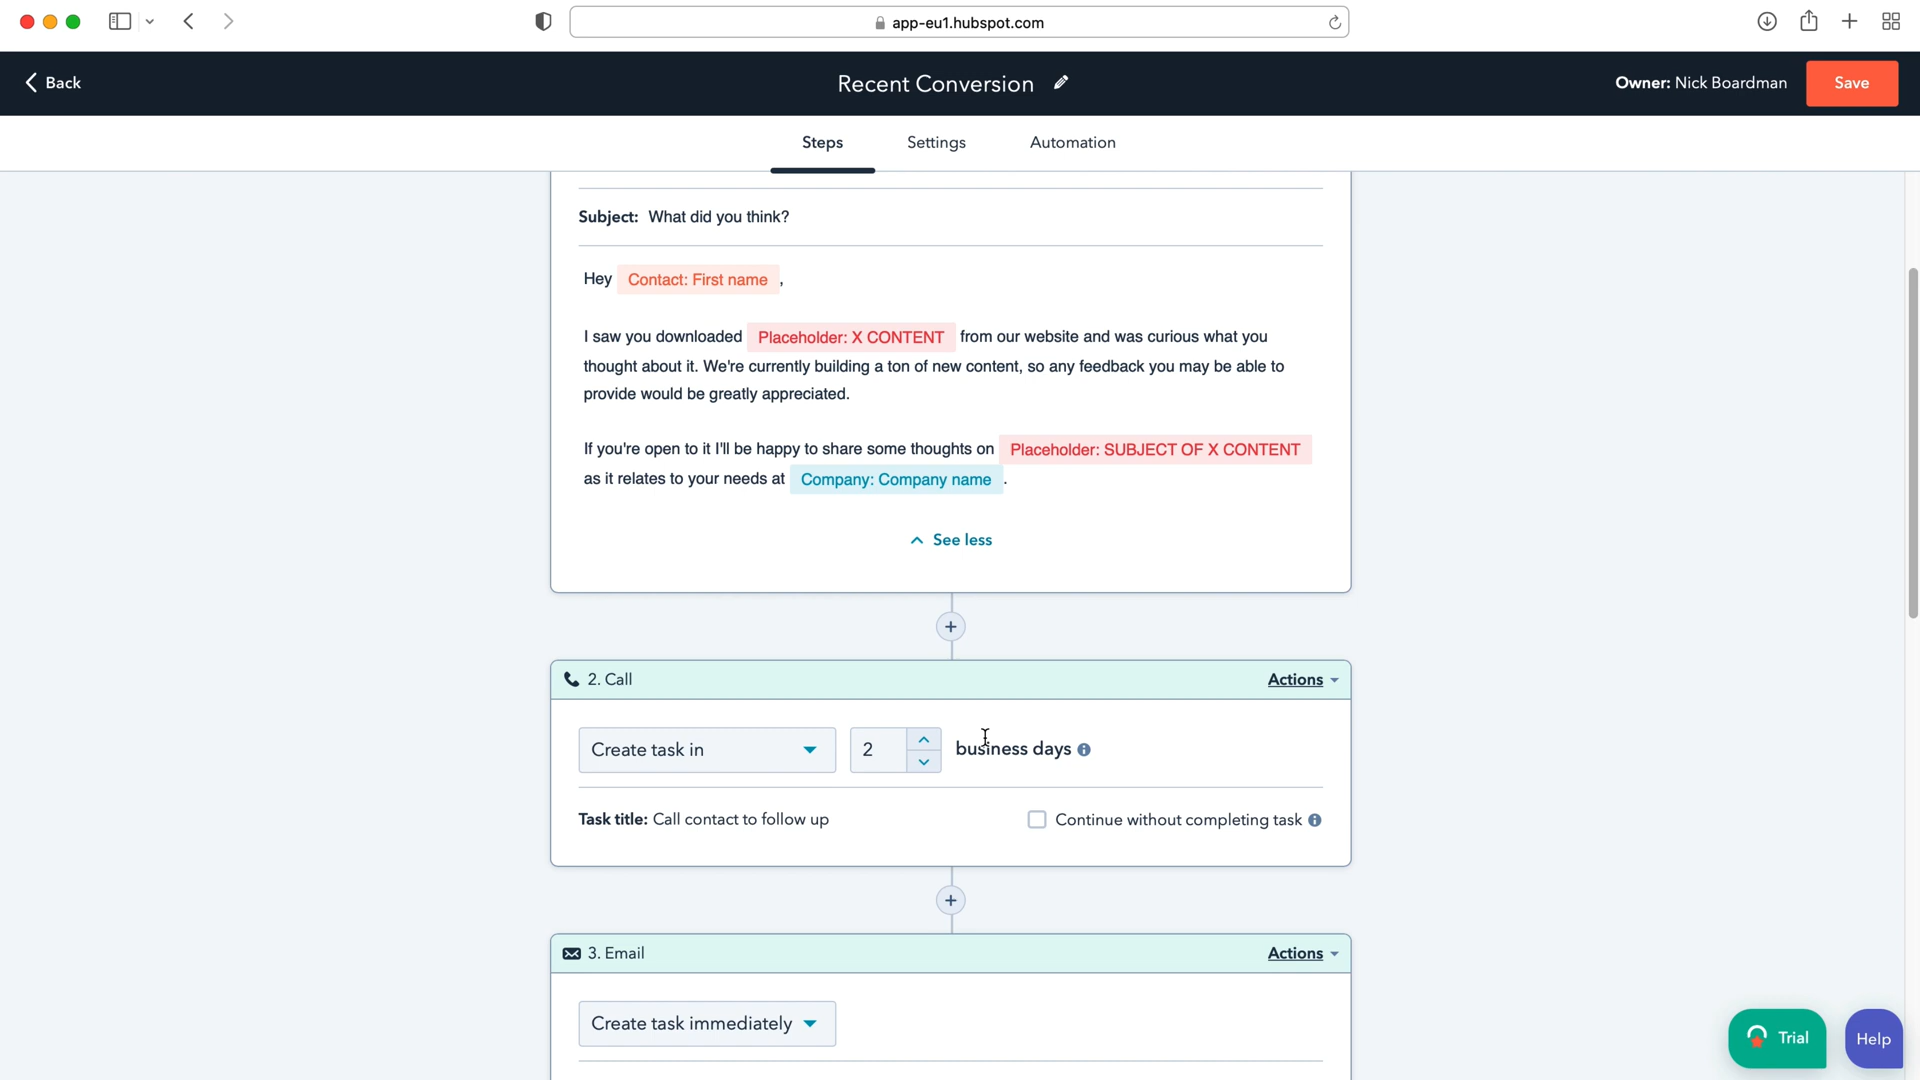 app-eu1.hubspot.com
Back
Recent Conversion
Owner: Nick Boardman
Save
Steps
Settings
Automation
Subject: What did you think?
Hey Contact: First name ,
I saw you downloaded Placeholder: X CONTENT from our website and was curious what you
thought about it. We're currently building a ton of new content, so any feedback you may be able to
provide would be greatly appreciated.
If you're open to it I'll be happy to share some thoughts on Placeholder: SUBJECT OF X CONTENT
as it relates to your needs at Company: Company name .
See less
2. Call
Actions
Create task in
2
business days
Task title: Call contact to follow up
Continue without completing task
3. Email
Actions
Create task immediately
Trial
Help